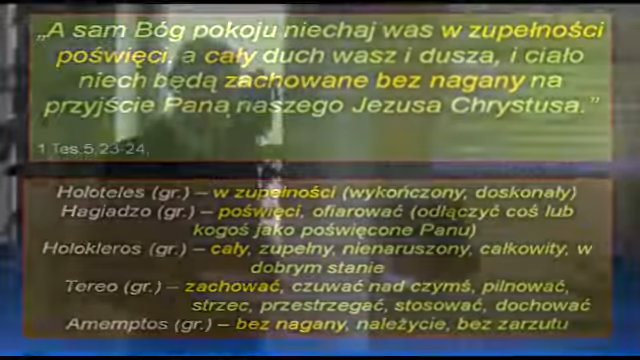 „A sam Bóg pokoju niechaj was w zupełności
poświęci, a cały duch wasz i dusza, i ciało
niech będą zachowane bez nagany na
przyjście Pana naszego Jezusa Chrystusa.”
1 Tes.5,23-24,
Holoteles (gr.) – w zupełności (wykończony, doskonały)
Hagiadzo (gr.) – poświęci, ofiarować (odłączyć coś lub
kogoś jako poświęcone Panu)
Holokleros (gr.) – cały, zupełny, nienaruszony, całkowity, w
dobrym stanie
Tereo (gr.) – zachować, czuwać nad czymś, pilnować,
strzec, przestrzegać, stosować, dochować
Amemptos (gr.) – bez nagany, należycie, bez zarzutu